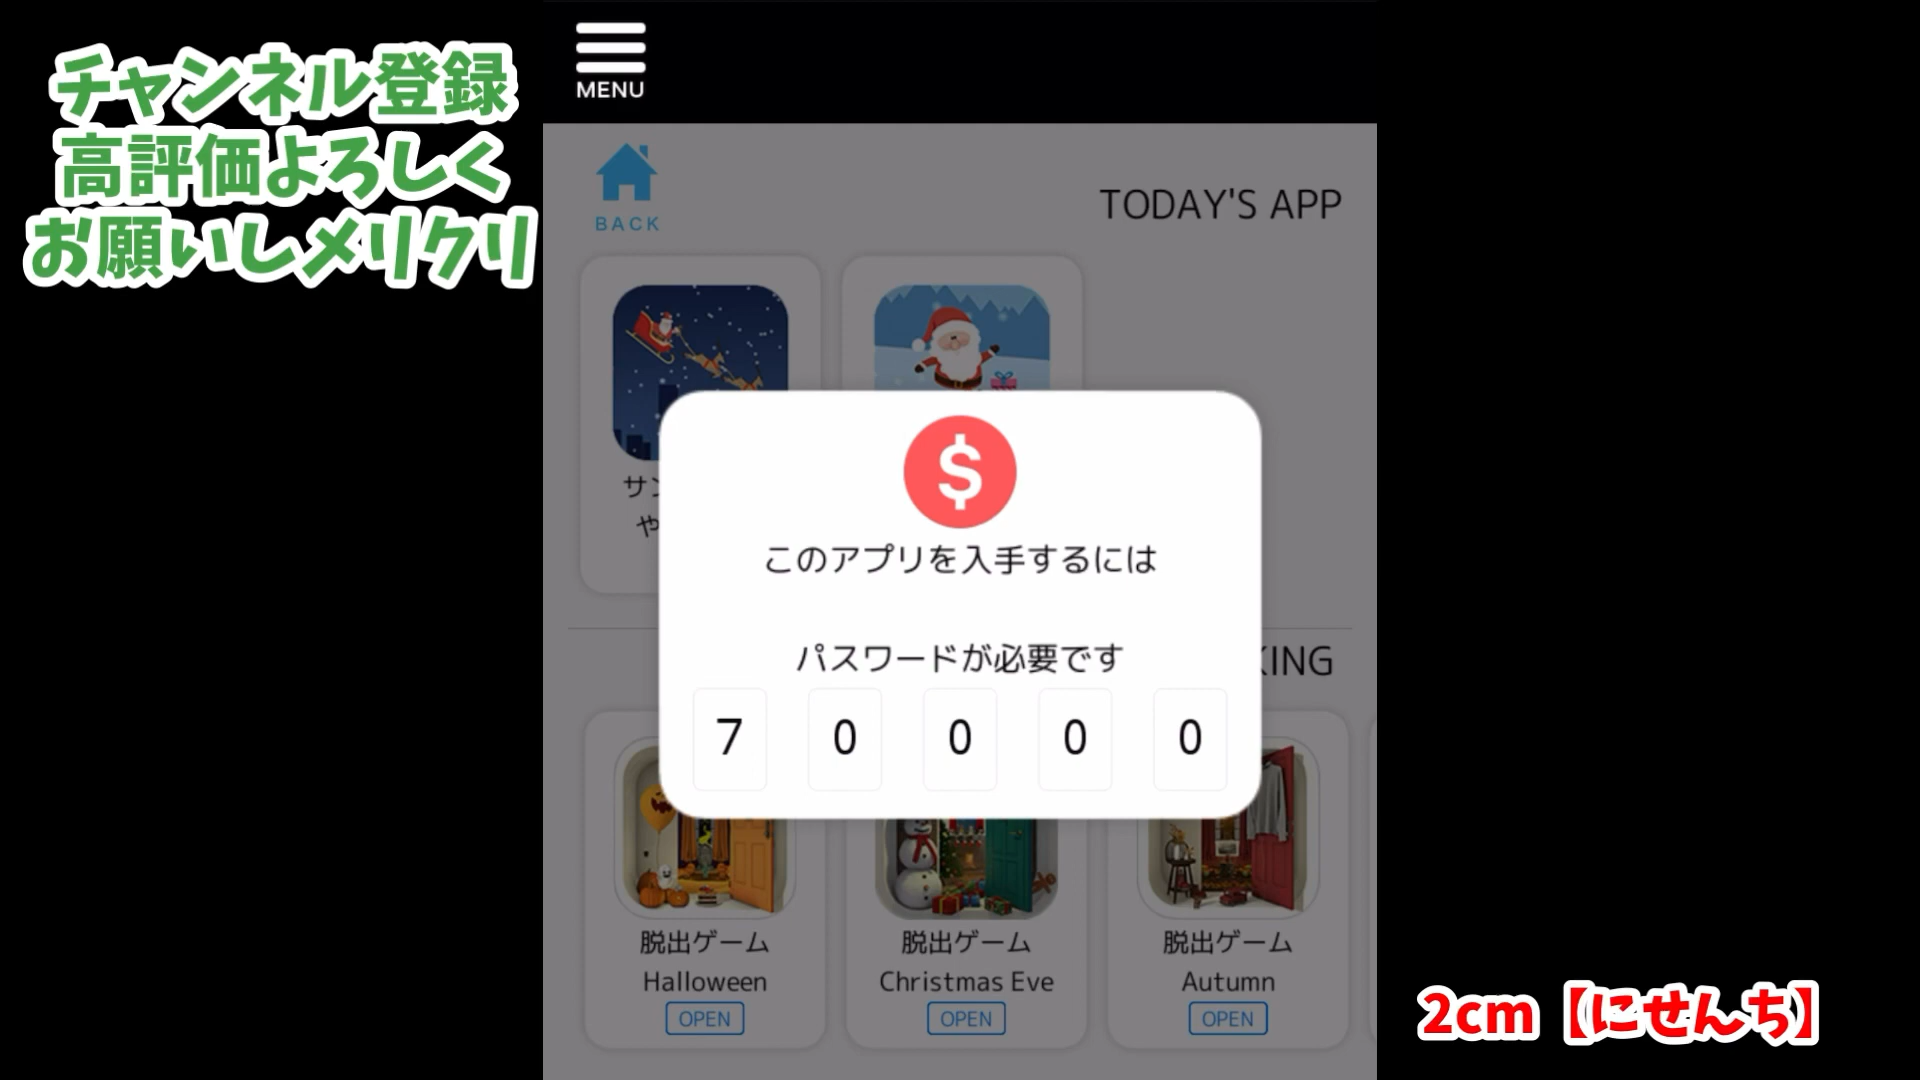 チャンネル登録
高評価よろしく
お願いしメリクリ
MENU
BACK
TODAY'S APP
サン
や
$
このアプリを入手するには
パスワードが必要です
7 0 0 0 0
KING
脱出ゲーム
Halloween
OPEN
脱出ゲーム
Christmas Eve
OPEN
脱出ゲーム
Autumn
OPEN
2cm【にせんち】